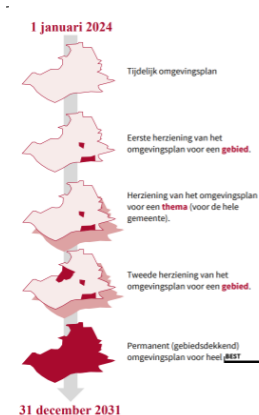 1 januari 2024
Tijdelijk omgevingsplan
Eerste herziening van het
omgevingsplan voor een gebied.
Herziening van het omgevingsplan
voor een thema (voor de hele
gemeente).
Tweede herziening van het
omgevingsplan voor een gebied.
Permanent (gebiedsdekkend)
omgevingsplan voor heel BEST
31 december 2031